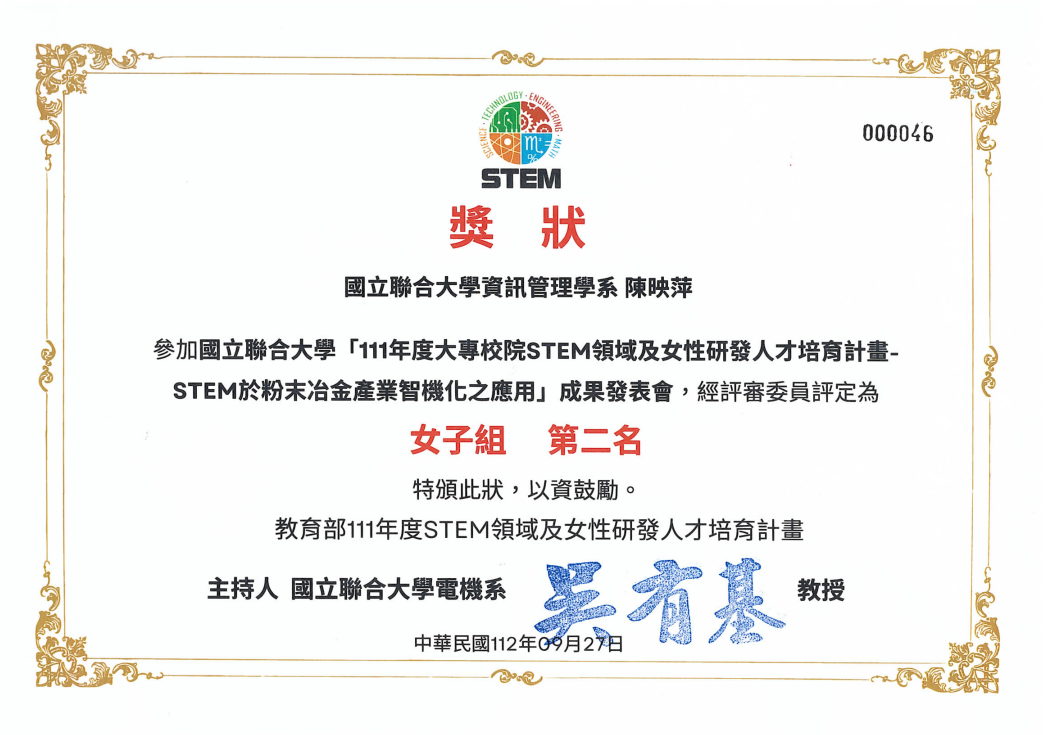 SCIENCE · TECHNOLOGY · ENGINEERING · MATH
STEM
000046
獎 狀
國立聯合大學資訊管理學系 陳映萍
參加國立聯合大學「111年度大專校院STEM領域及女性研發人才培育計畫-
STEM於粉末冶金產業智機化之應用」成果發表會，經評審委員評定為
女子組 第二名
特頒此狀，以資鼓勵。
教育部111年度STEM領域及女性研發人才培育計畫
主持人 國立聯合大學電機系 吳有基 教授
中華民國112年09月27日